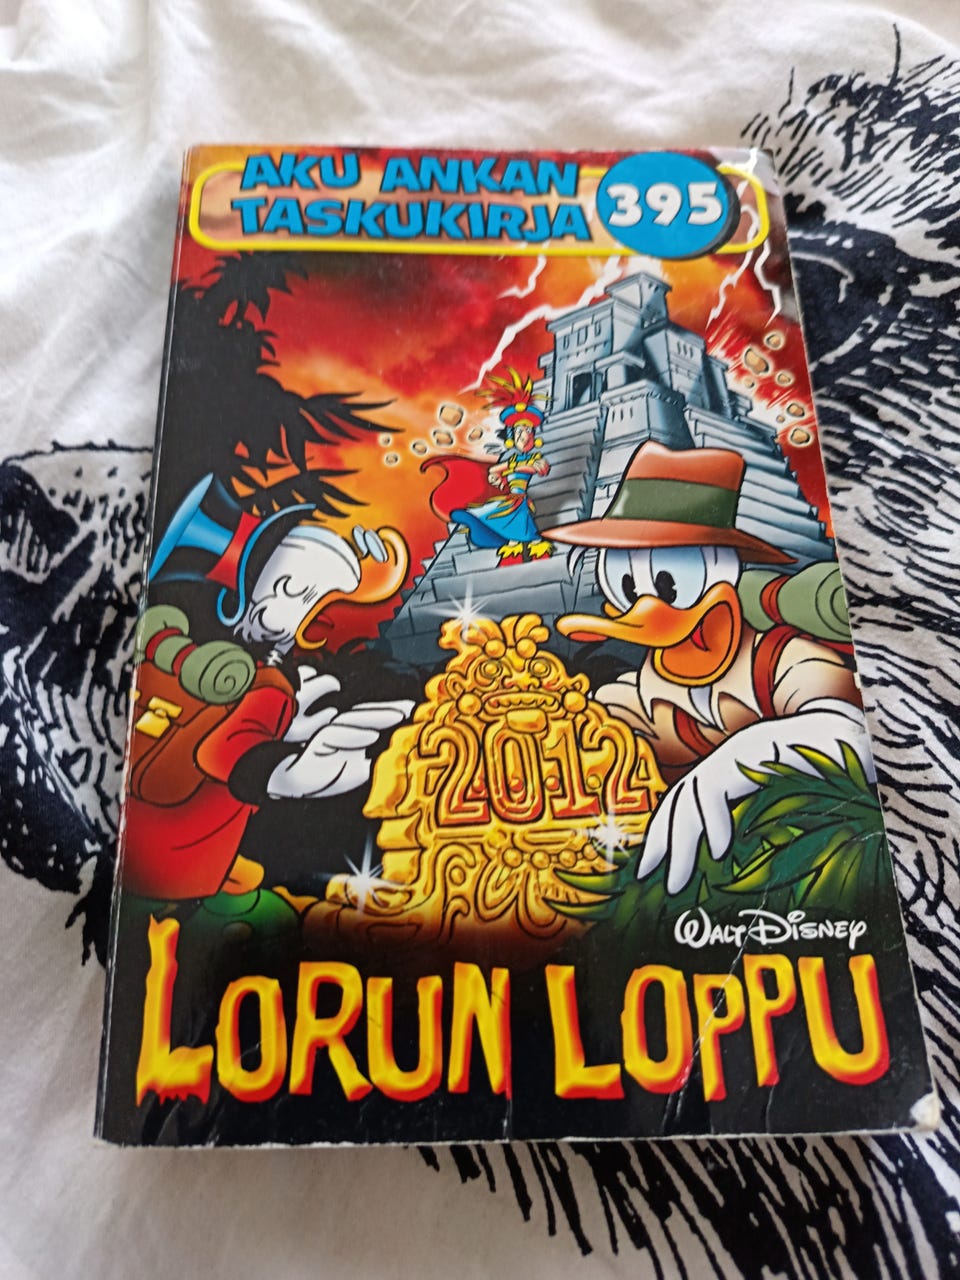 AKU ANKAN
TASKUKIRJA
395
2012
WALT DISNEY
LORUN LOPPU